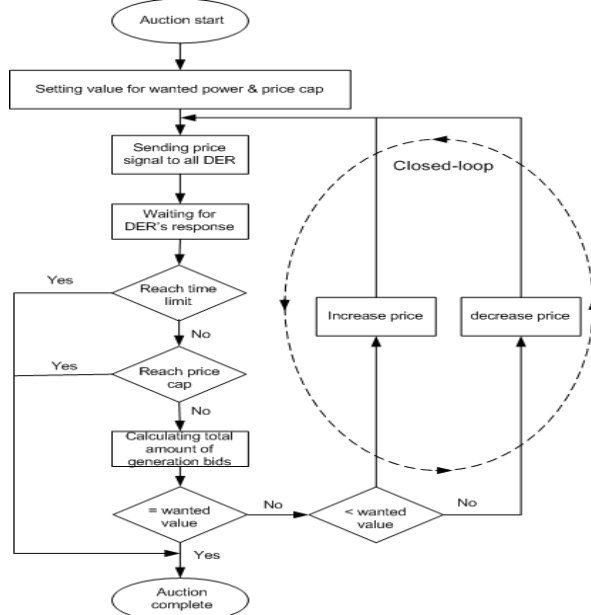 Auction start
Setting value for wanted power & price cap
Sending price
signal to all DER
Closed-loop
Waiting for
DER's response
Yes
Reach time
limit
Increase price
decrease price
No
Yes
Reach price
cap
No
Calculating total
amount of
generation bids
= wanted
value
No
< wanted
value
No
Yes
Auction
complete